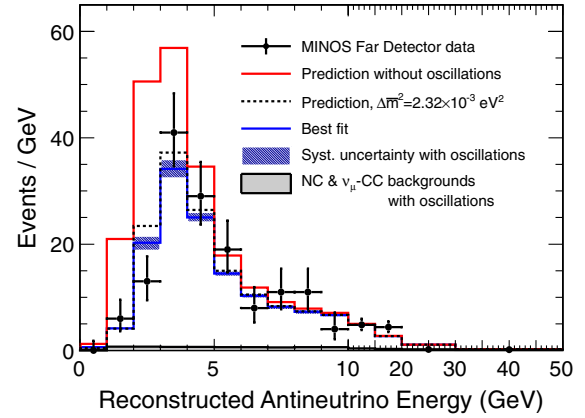 60
40
20
0
Events / GeV
MINOS Far Detector data
Prediction without oscillations
Prediction, Δm̅²=2.32×10⁻³ eV²
Best fit
Syst. uncertainty with oscillations
NC & νμ-CC backgrounds
with oscillations
0 5 10 20 30 40 50
Reconstructed Antineutrino Energy (GeV)